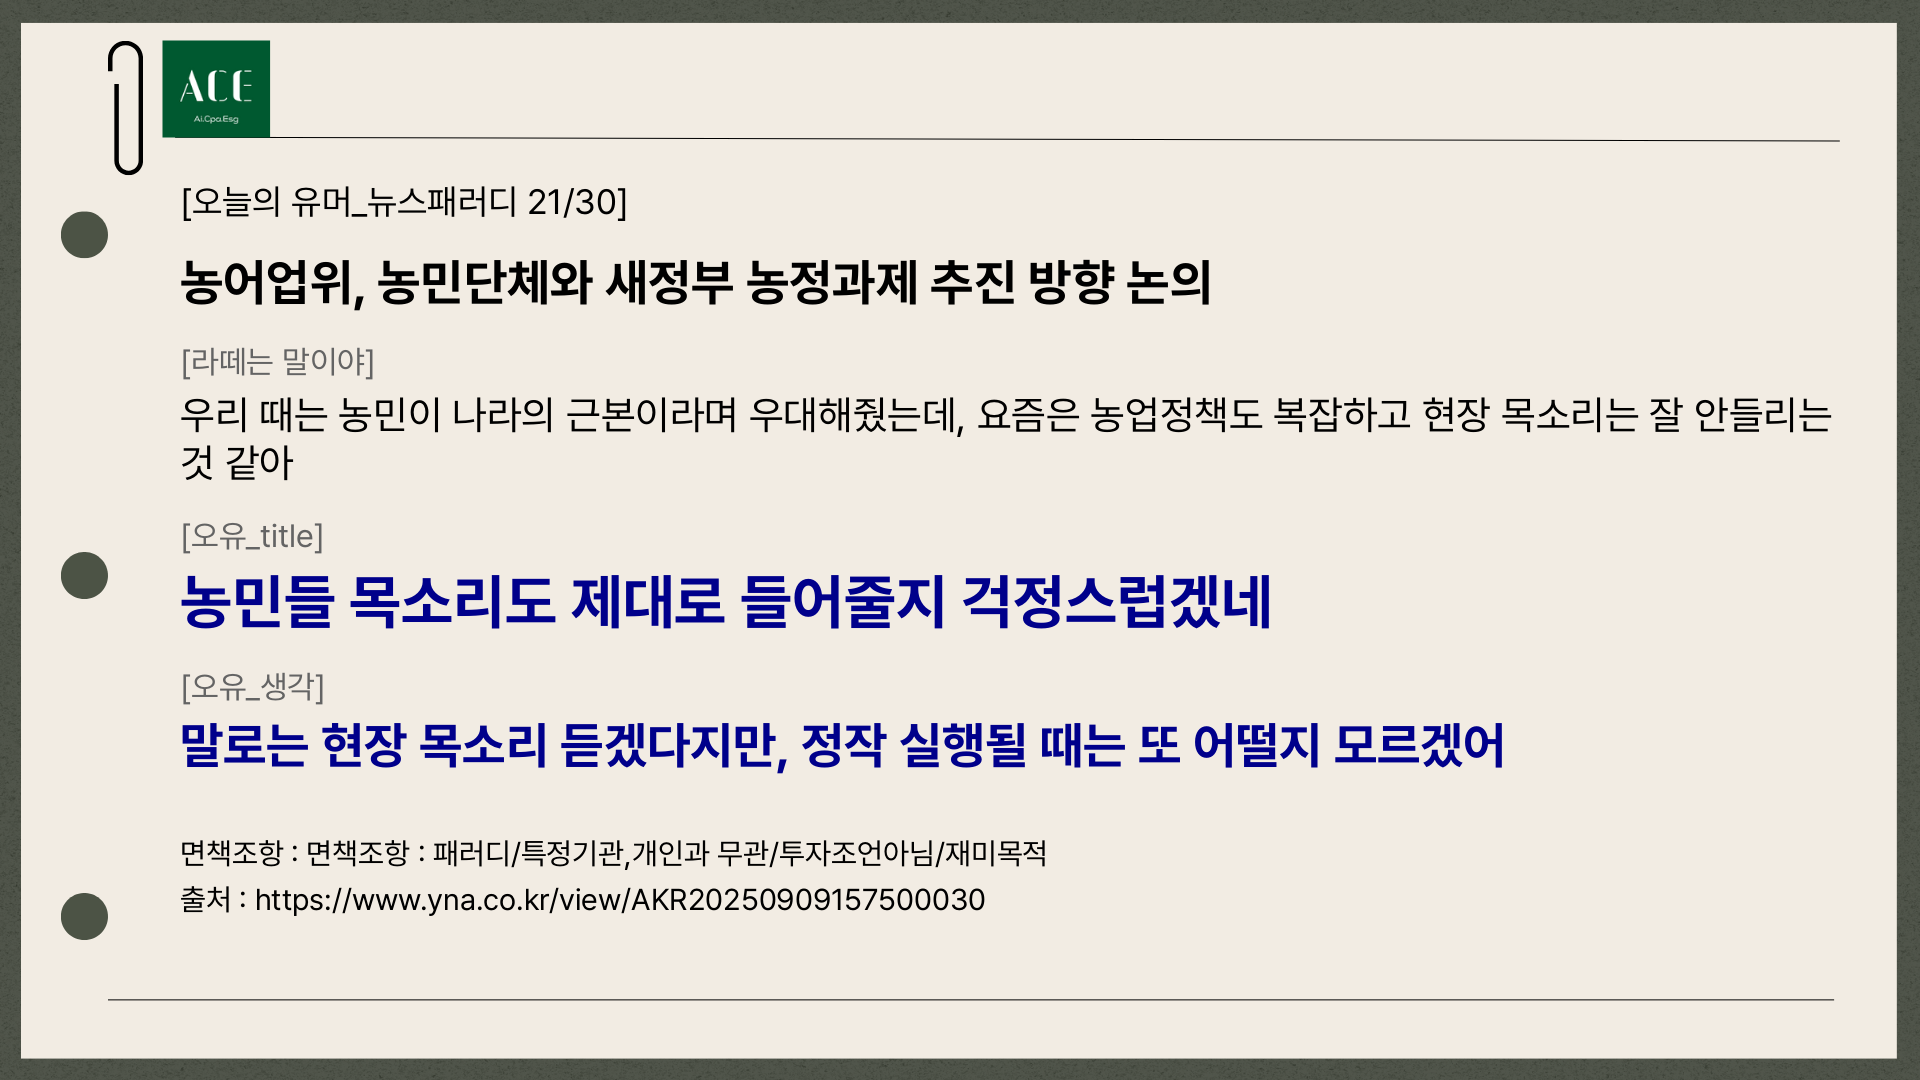 ACE
Ai.Cpa.Esg
[오늘의 유머_뉴스패러디 21/30]
농어업위, 농민단체와 새정부 농정과제 추진 방향 논의
[라떼는 말이야]
우리 때는 농민이 나라의 근본이라며 우대해줬는데, 요즘은 농업정책도 복잡하고 현장 목소리는 잘 안들리는
것 같아
[오유_title]
농민들 목소리도 제대로 들어줄지 걱정스럽겠네
[오유_생각]
말로는 현장 목소리 듣겠다지만, 정작 실행될 때는 또 어떨지 모르겠어
면책조항 : 면책조항 : 패러디/특정기관,개인과 무관/투자조언아님/재미목적
출처 : https://www.yna.co.kr/view/AKR20250909157500030